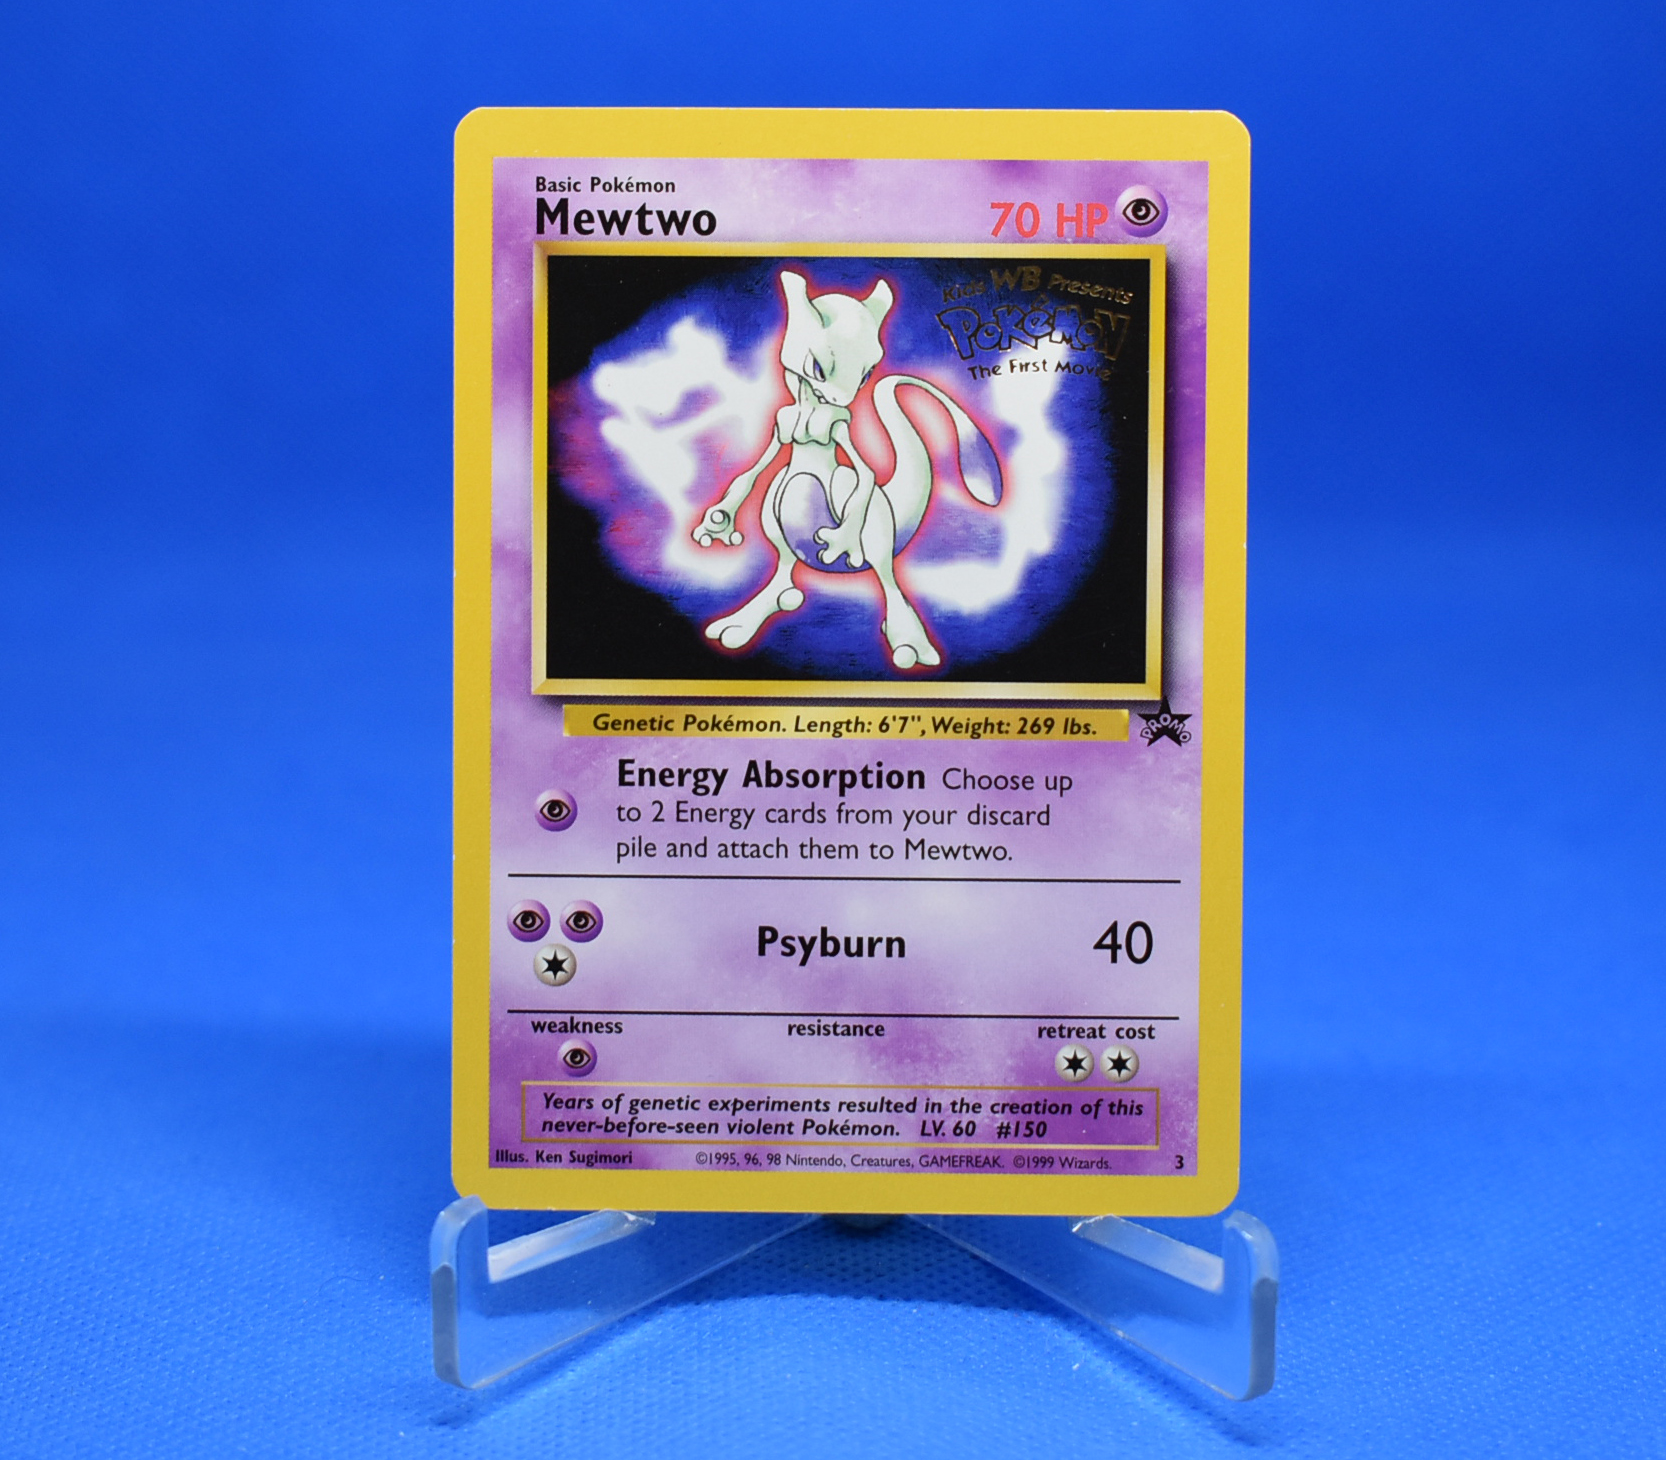 Basic Pokémon
Mewtwo 70 HP
Kids WB Presents
POKéMON
The First Movie
Genetic Pokémon. Length: 6'7", Weight: 269 lbs.
PROMO
Energy Absorption Choose up
to 2 Energy cards from your discard
pile and attach them to Mewtwo.
Psyburn 40
weakness resistance retreat cost
Years of genetic experiments resulted in the creation of this
never-before-seen violent Pokémon. LV. 60 #150
Illus. Ken Sugimori ©1995, 96, 98 Nintendo, Creatures, GAMEFREAK. ©1999 Wizards. 3